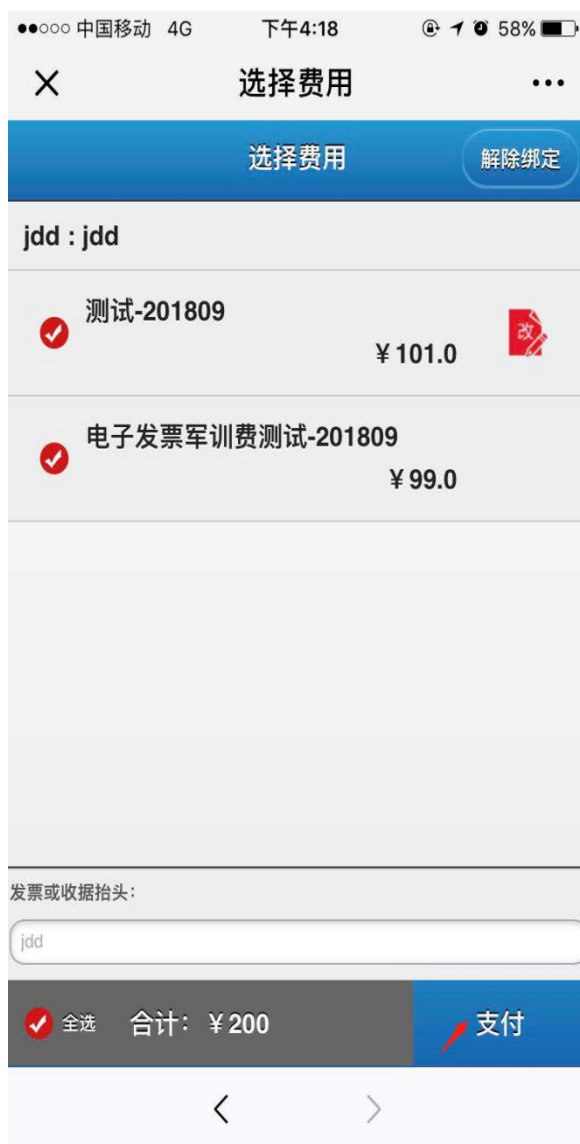 中国移动 4G 下午4:18 58%
选择费用
选择费用 解除绑定
jdd : jdd
测试-201809
¥101.0 改
电子发票军训费测试-201809
¥99.0
发票或收据抬头:
jdd
全选 合计: ¥200 支付